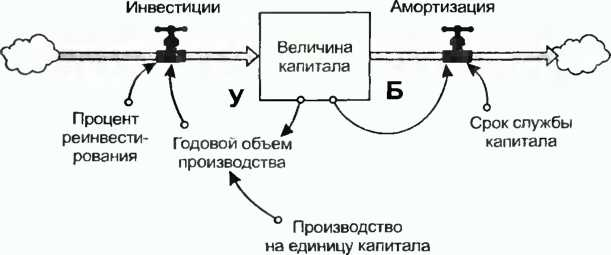 Инвестиции
Амортизация
Величина
капитала
У
Б
Процент
реинвести-
рования
Годовой объем
производства
Срок службы
капитала
Производство
на единицу капитала